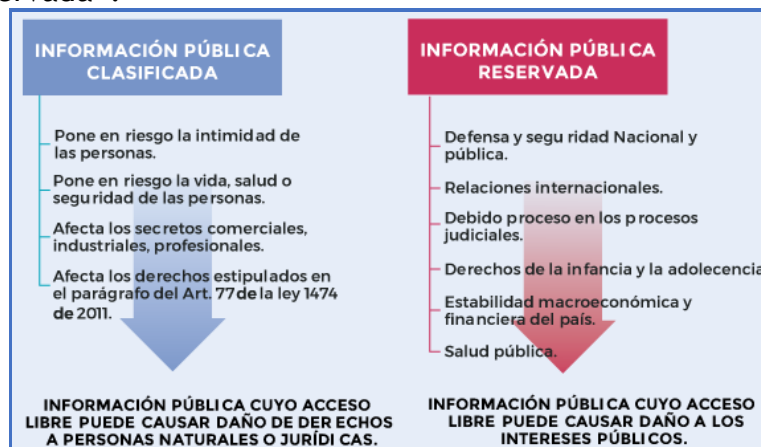 INFORMACIÓN PÚBLICA
CLASIFICADA
Pone en riesgo la intimidad de
las personas.
Pone en riesgo la vida, salud o
seguridad de las personas.
Afecta los secretos comerciales,
industriales, profesionales.
Afecta los derechos estipulados en
el parágrafo del Art. 77 de la ley 1474
de 2011.
INFORMACIÓN PÚBLICA CUYO ACCESO
LIBRE PUEDE CAUSAR DAÑO DE DERECHOS
A PERSONAS NATURALES O JURÍDICAS.
INFORMACIÓN PÚBLICA
RESERVADA
Defensa y seguridad Nacional y
pública.
Relaciones internacionales.
Debido proceso en los procesos
judiciales.
Derechos de la infancia y la adolecencia
Estabilidad macroeconómica y
financiera del país.
Salud pública.
INFORMACIÓN PÚBLICA CUYO ACCESO
LIBRE PUEDE CAUSAR DAÑO A LOS
INTERESES PÚBLICOS.